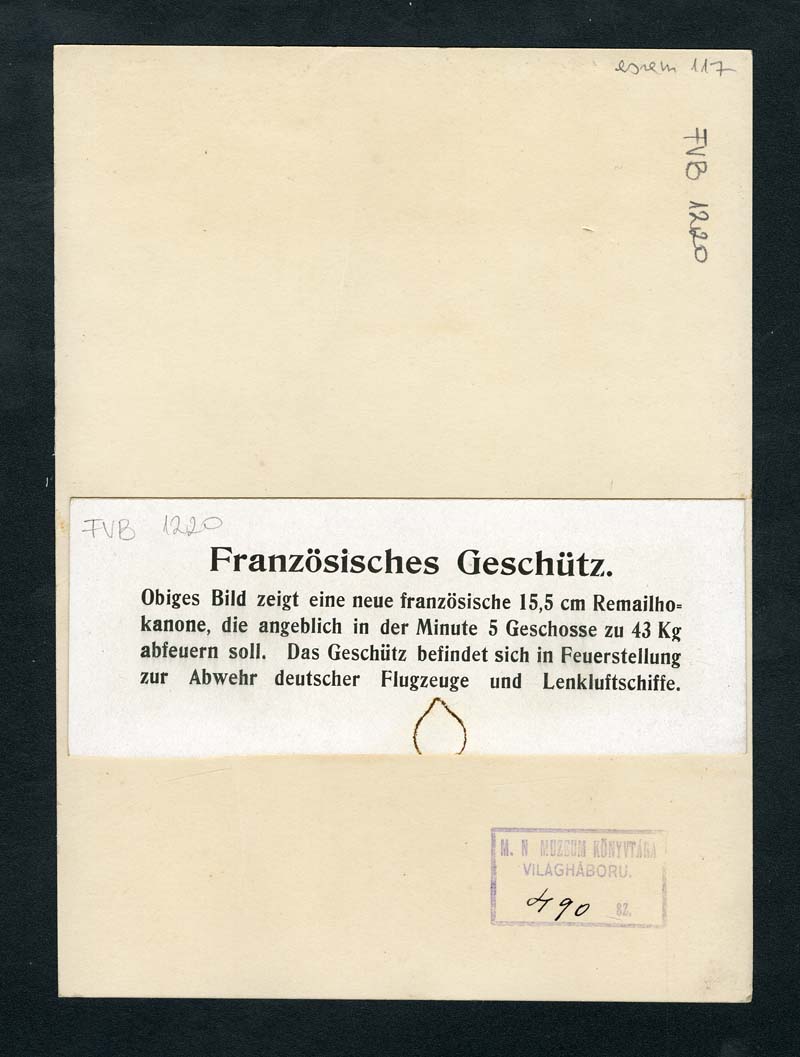 esrem 117
FVB 1220
FVB 1220
Französisches Geschütz.
Obiges Bild zeigt eine neue französische 15,5 cm Remailho=
kanone, die angeblich in der Minute 5 Geschosse zu 43 Kg
abfeuern soll. Das Geschütz befindet sich in Feuerstellung
zur Abwehr deutscher Flugzeuge und Lenkluftschiffe.
M. N MUZEUM KÖNYVTÁRA
VILÁGHÁBORU.
490 82.